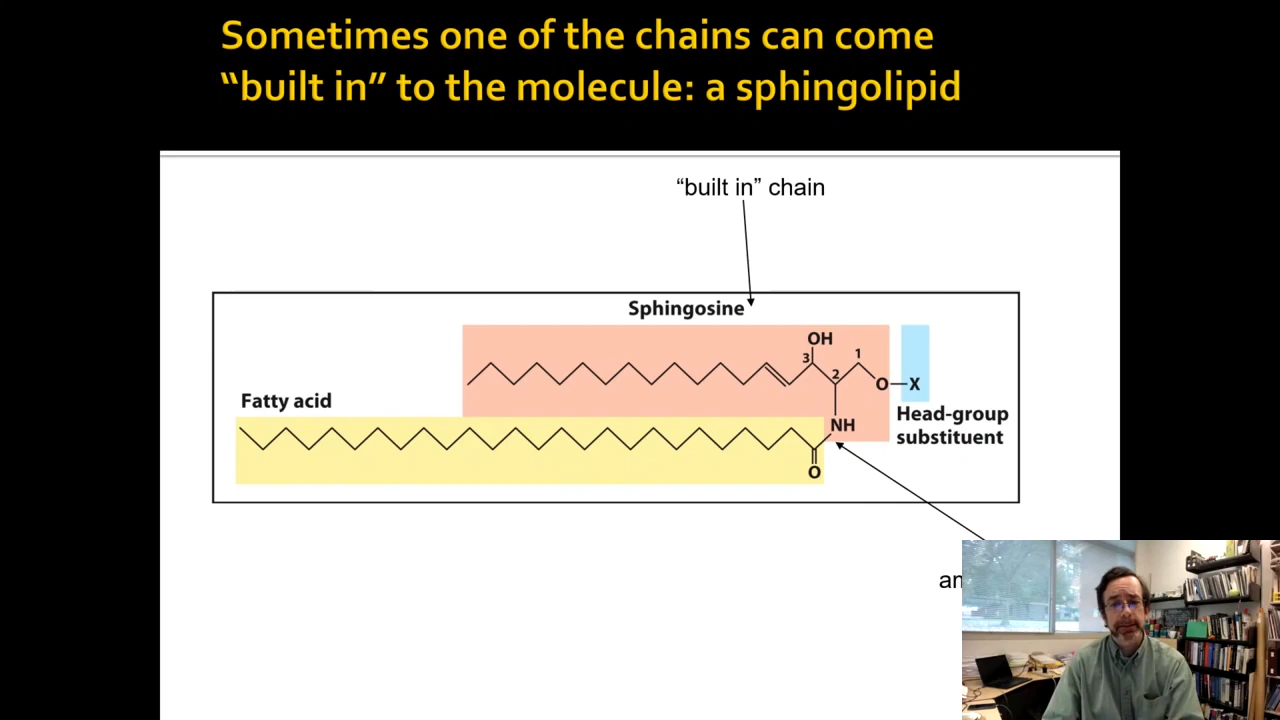 Sometimes one of the chains can come
“built in” to the molecule: a sphingolipid
“built in” chain
Sphingosine
OH
3
1
2
O—X
Fatty acid
NH
Head-group
substituent
O